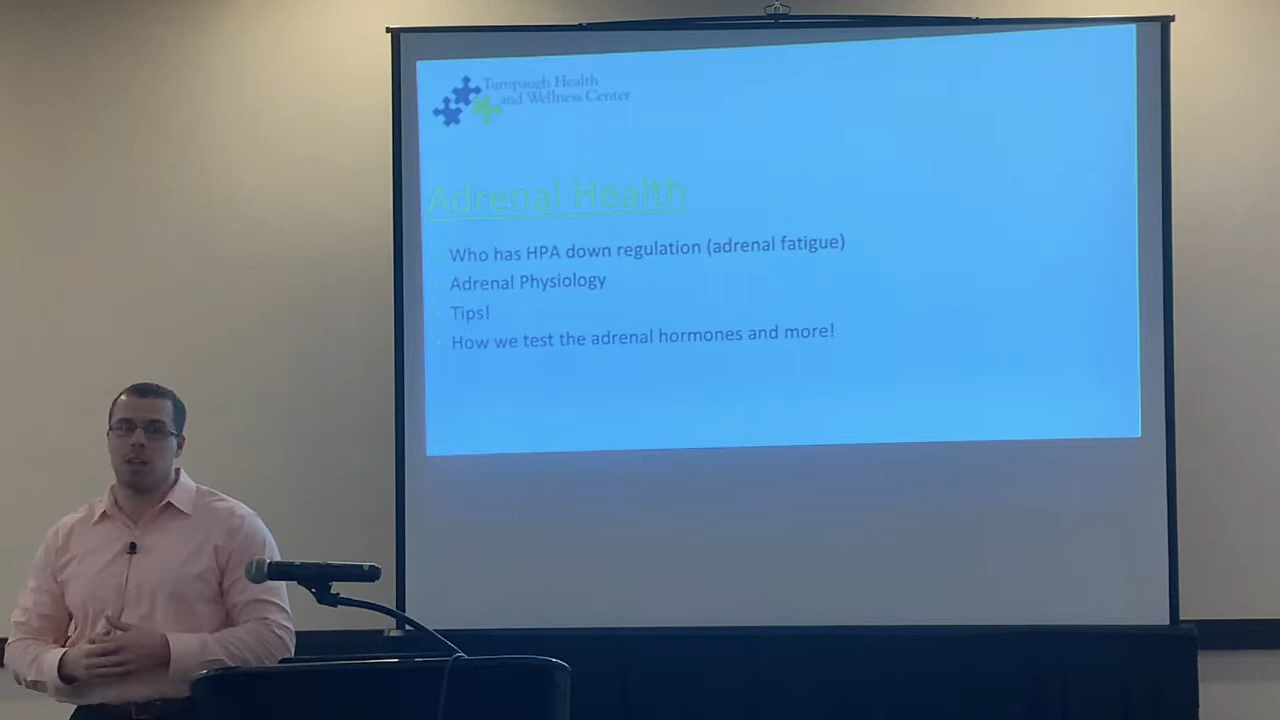 Turnpaugh Health
and Wellness Center
Adrenal Health
Who has HPA down regulation (adrenal fatigue)
Adrenal Physiology
Tips!
How we test the adrenal hormones and more!